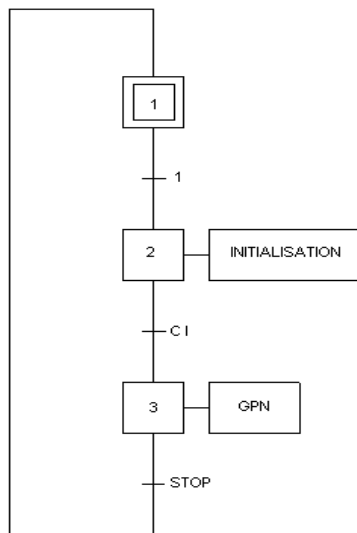 1
1
2 INITIALISATION
C I
3 GPN
STOP